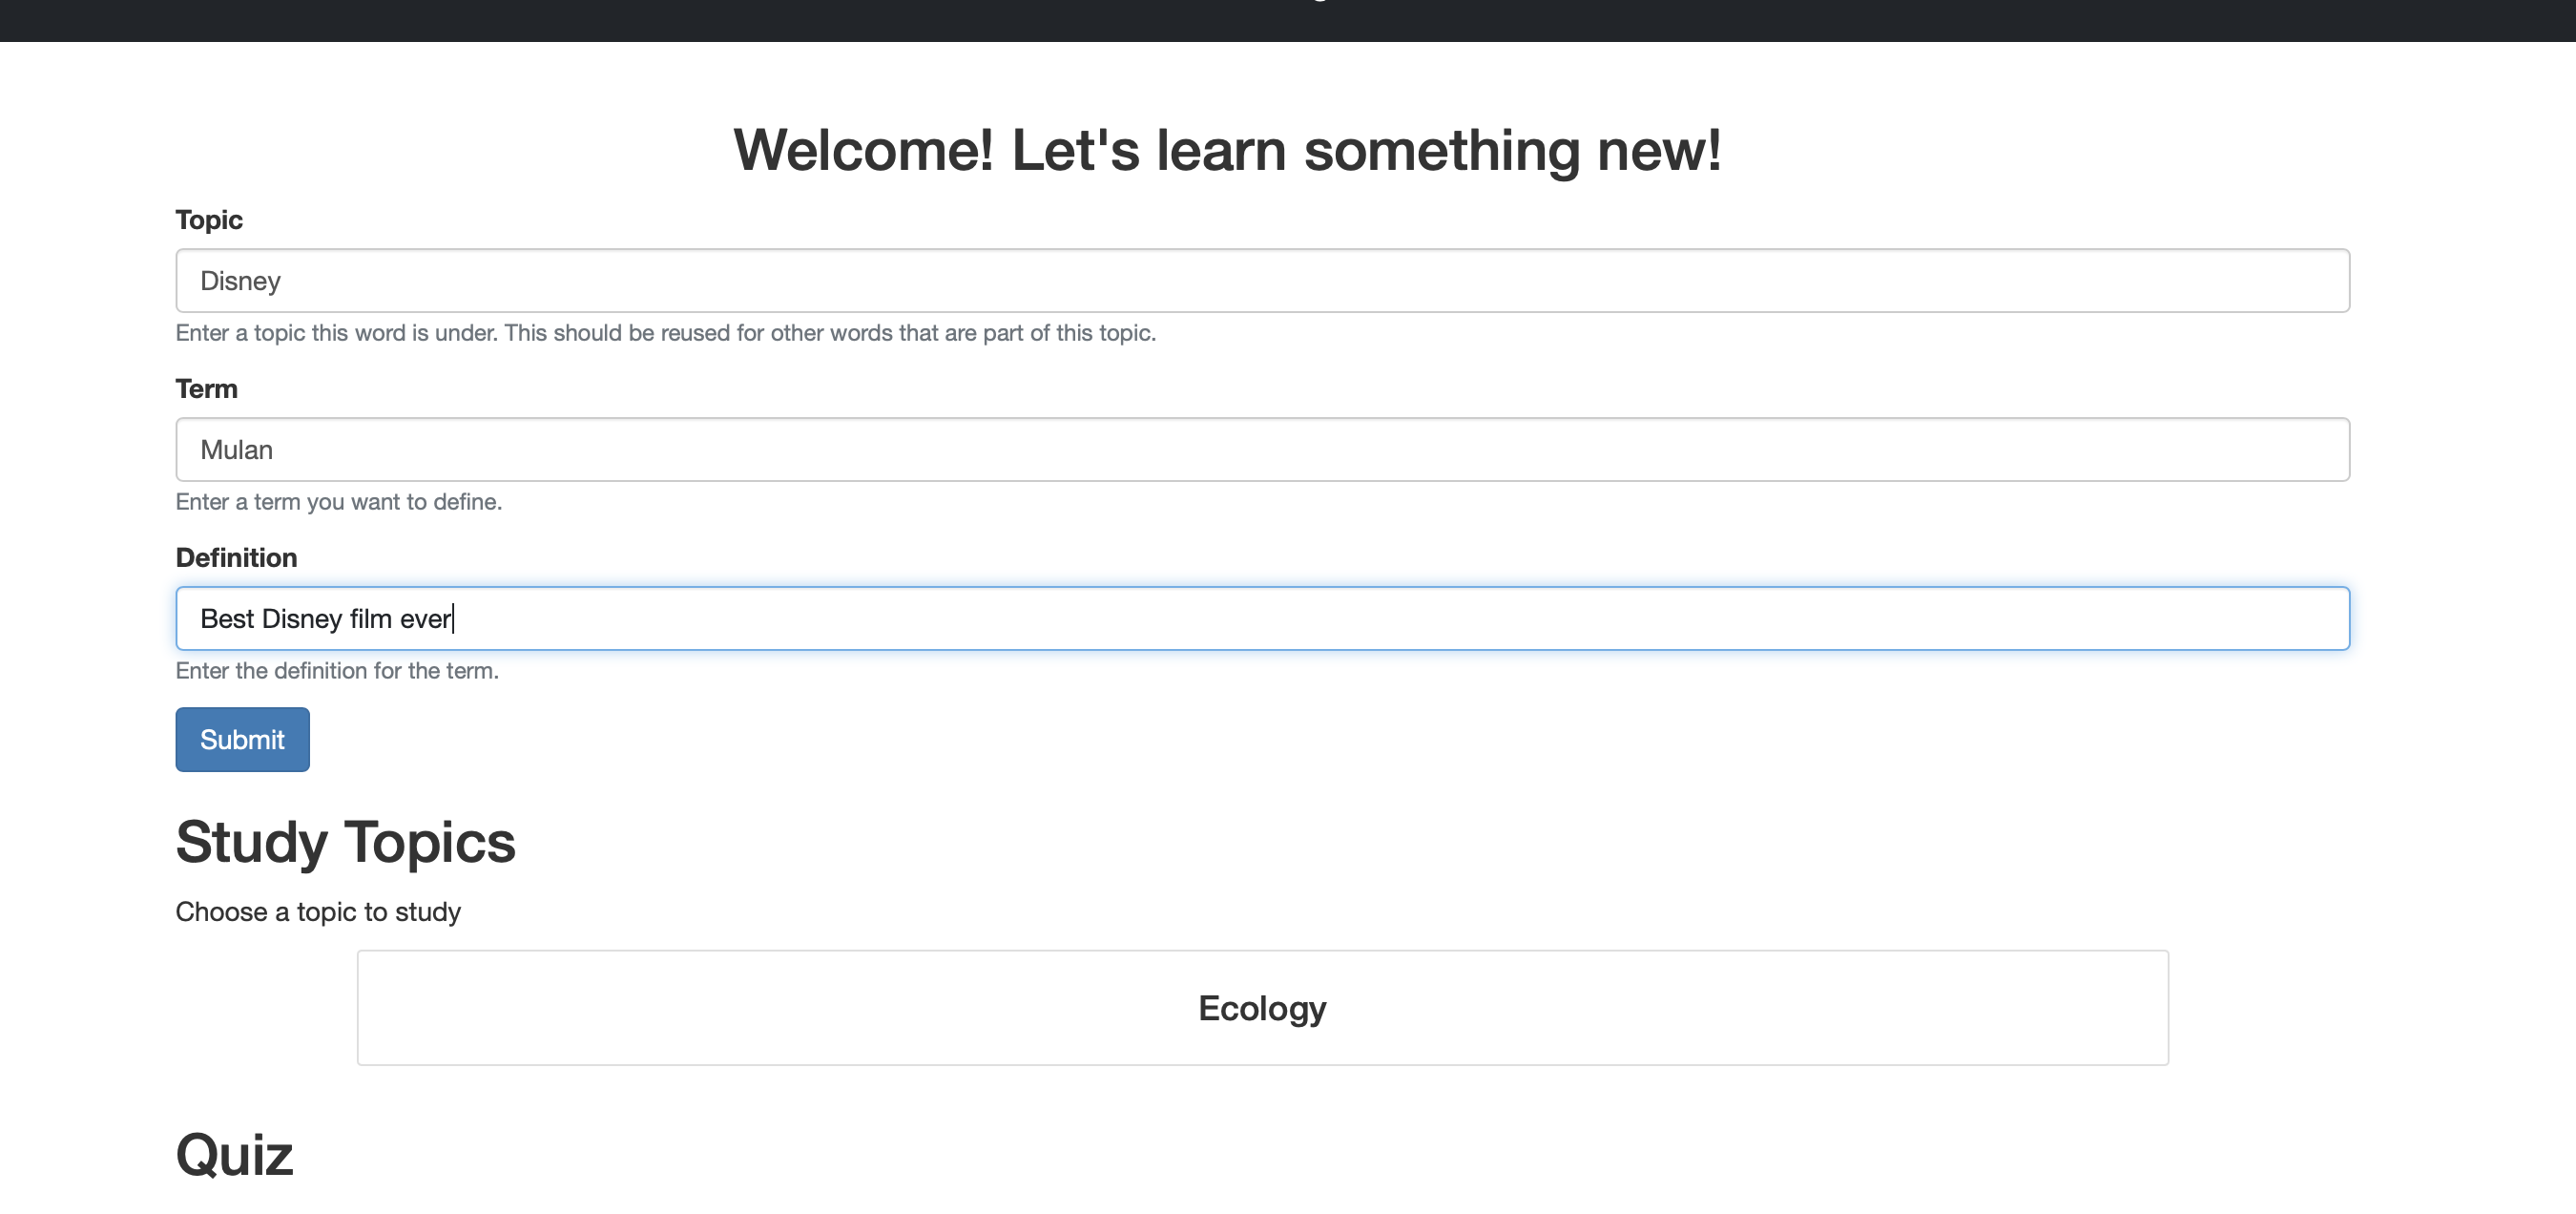 Welcome! Let's learn something new!
Topic
Disney
Enter a topic this word is under. This should be reused for other words that are part of this topic.
Term
Mulan
Enter a term you want to define.
Definition
Best Disney film ever
Enter the definition for the term.
Submit
Study Topics
Choose a topic to study
Ecology
Quiz